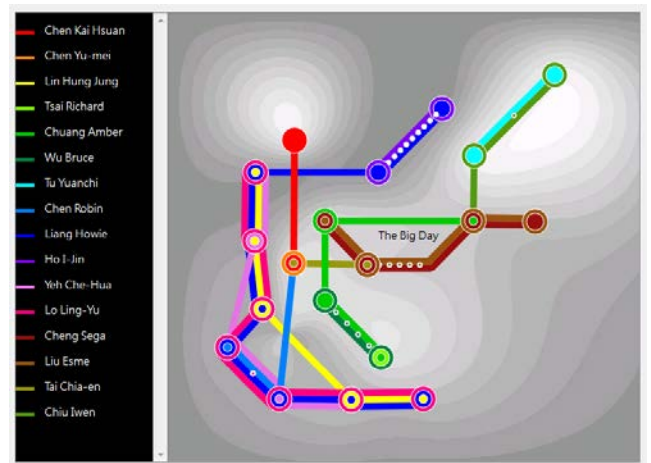 Chen Kai Hsuan
Chen Yu-mei
Lin Hung Jung
Tsai Richard
Chuang Amber
Wu Bruce
Tu Yuanchi
Chen Robin
Liang Howie
Ho I-Jin
Yeh Che-Hua
Lo Ling-Yu
Cheng Sega
Liu Esme
Tai Chia-en
Chiu Iwen
The Big Day